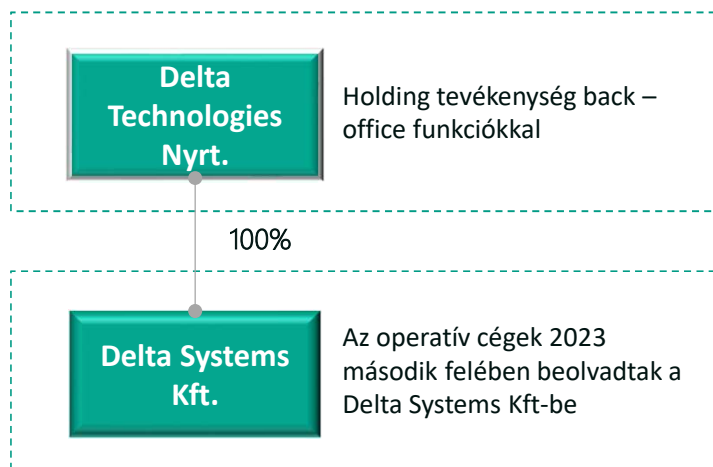 Delta
Technologies
Nyrt.
Holding tevékenység back –
office funkciókkal
100%
Delta Systems
Kft.
Az operatív cégek 2023
második felében beolvadtak a
Delta Systems Kft-be